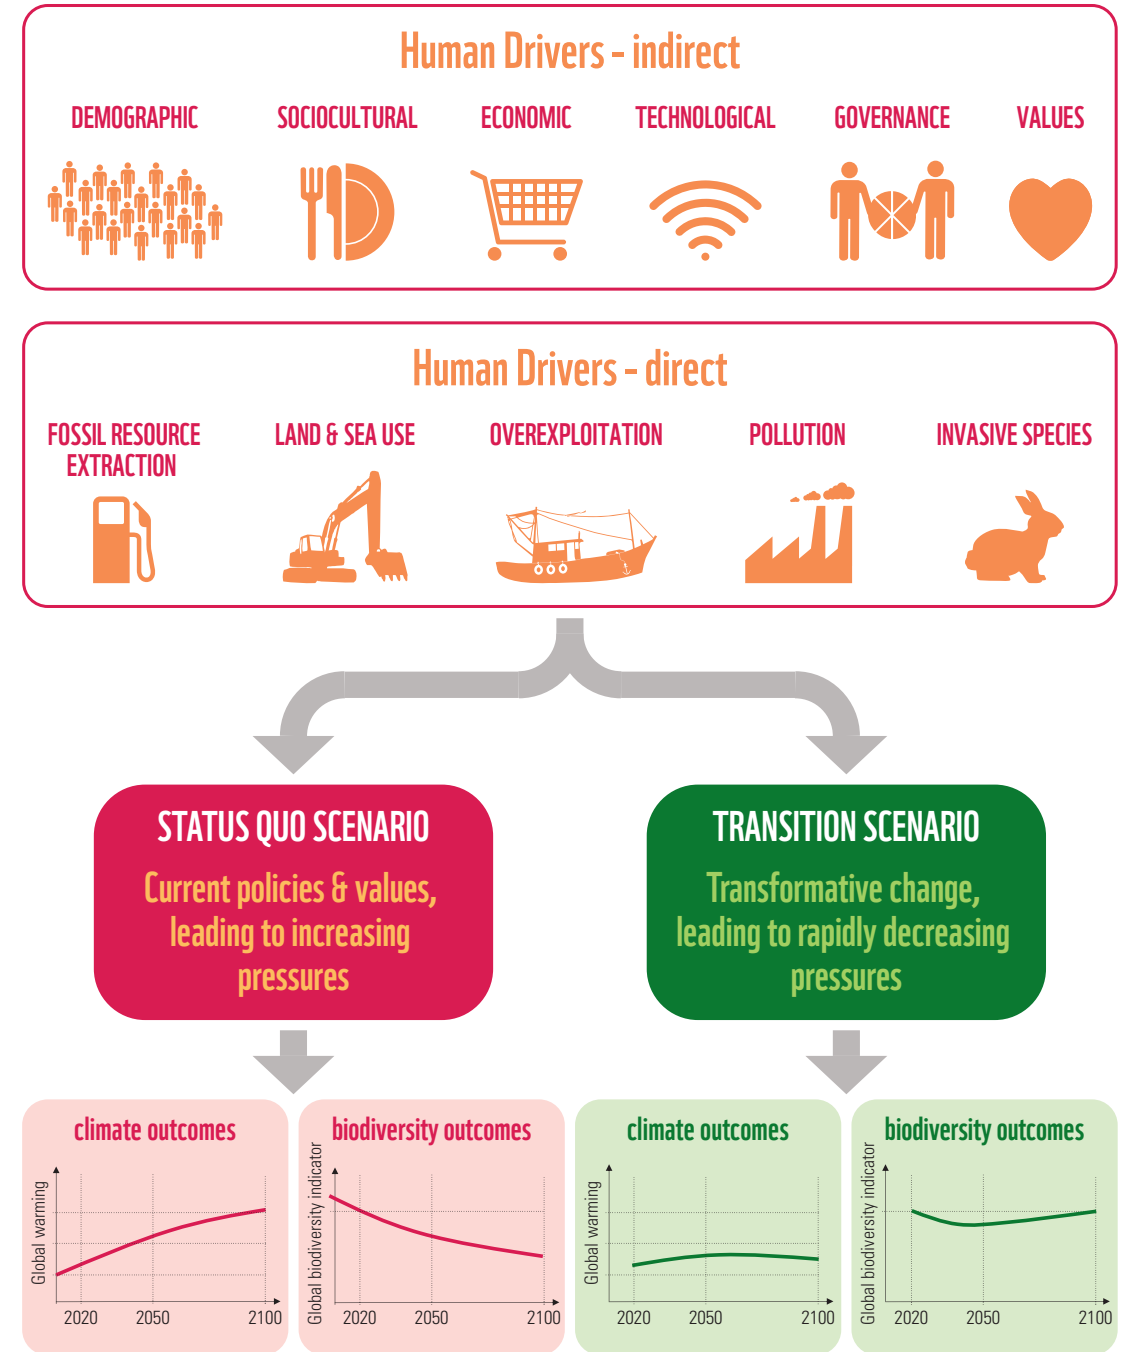 Human Drivers - indirect
DEMOGRAPHIC
SOCIOCULTURAL
ECONOMIC
TECHNOLOGICAL
GOVERNANCE
VALUES
Human Drivers - direct
FOSSIL RESOURCE
EXTRACTION
LAND & SEA USE
OVEREXPLOITATION
POLLUTION
INVASIVE SPECIES
STATUS QUO SCENARIO
Current policies & values,
leading to increasing
pressures
TRANSITION SCENARIO
Transformative change,
leading to rapidly decreasing
pressures
climate outcomes
Global warming
2020
2050
2100
biodiversity outcomes
Global biodiversity indicator
2020
2050
2100
climate outcomes
Global warming
2020
2050
2100
biodiversity outcomes
Global biodiversity indicator
2020
2050
2100